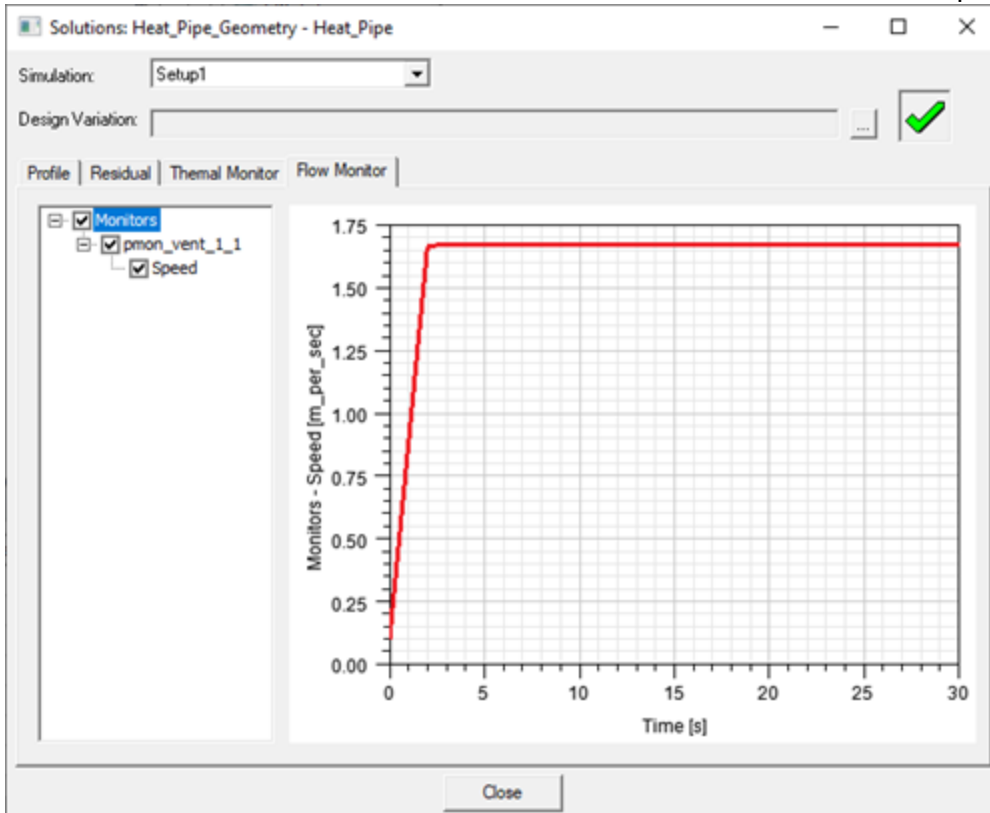 Solutions: Heat_Pipe_Geometry - Heat_Pipe
Simulation: Setup1
Design Variation: ...
Profile Residual Themal Monitor Flow Monitor
Monitors
pmon_vent_1_1
Speed
1.75
1.50
1.25
1.00
0.75
0.50
0.25
0.00
Monitors - Speed [m_per_sec]
0 5 10 15 20 25 30
Time [s]
Close